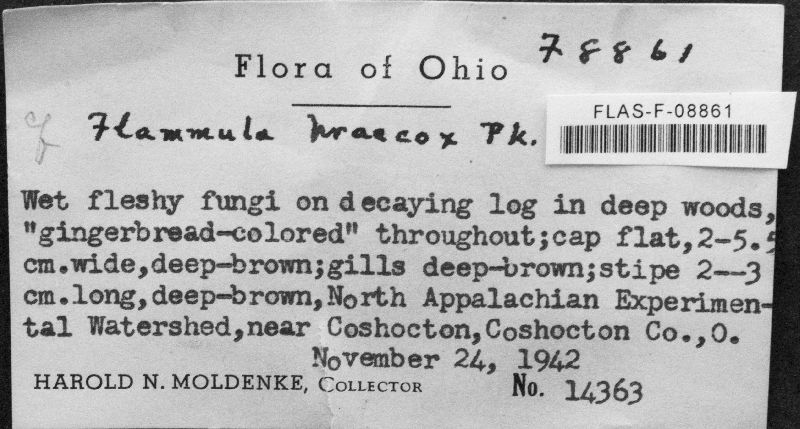 Flora of Ohio
F8861
FLAS-F-08861
cf
Flammula praecox Pk.
Wet fleshy fungi on decaying log in deep woods,
"gingerbread-colored" throughout;cap flat,2-5.5
cm.wide,deep-brown;gills deep-brown;stipe 2--3
cm.long,deep-brown,North Appalachian Experimen-
tal Watershed,near Coshocton,Coshocton Co.,O.
November 24, 1942
HAROLD N. MOLDENKE, COLLECTOR No. 14363